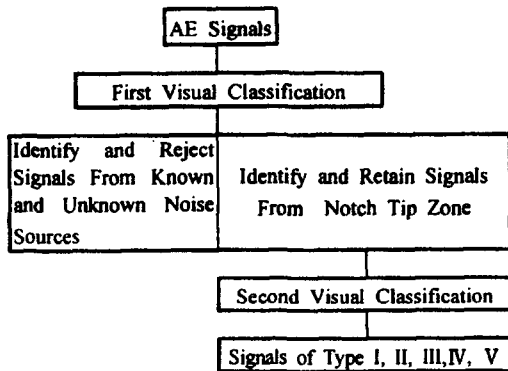 AE Signals
First Visual Classification
Identify and Reject
Signals From Known
and Unknown Noise
Sources
Identify and Retain Signals
From Notch Tip Zone
Second Visual Classification
Signals of Type I, II, III,IV, V